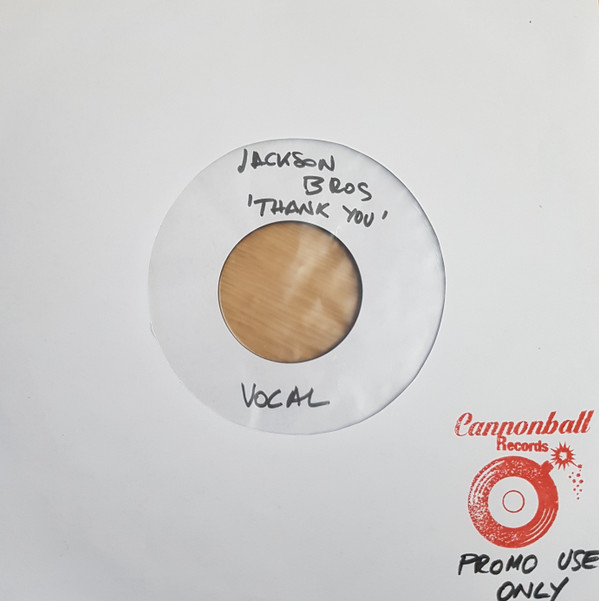 JACKSON
BROS
'THANK YOU'
VOCAL
Cannonball
Records
PROMO USE
ONLY